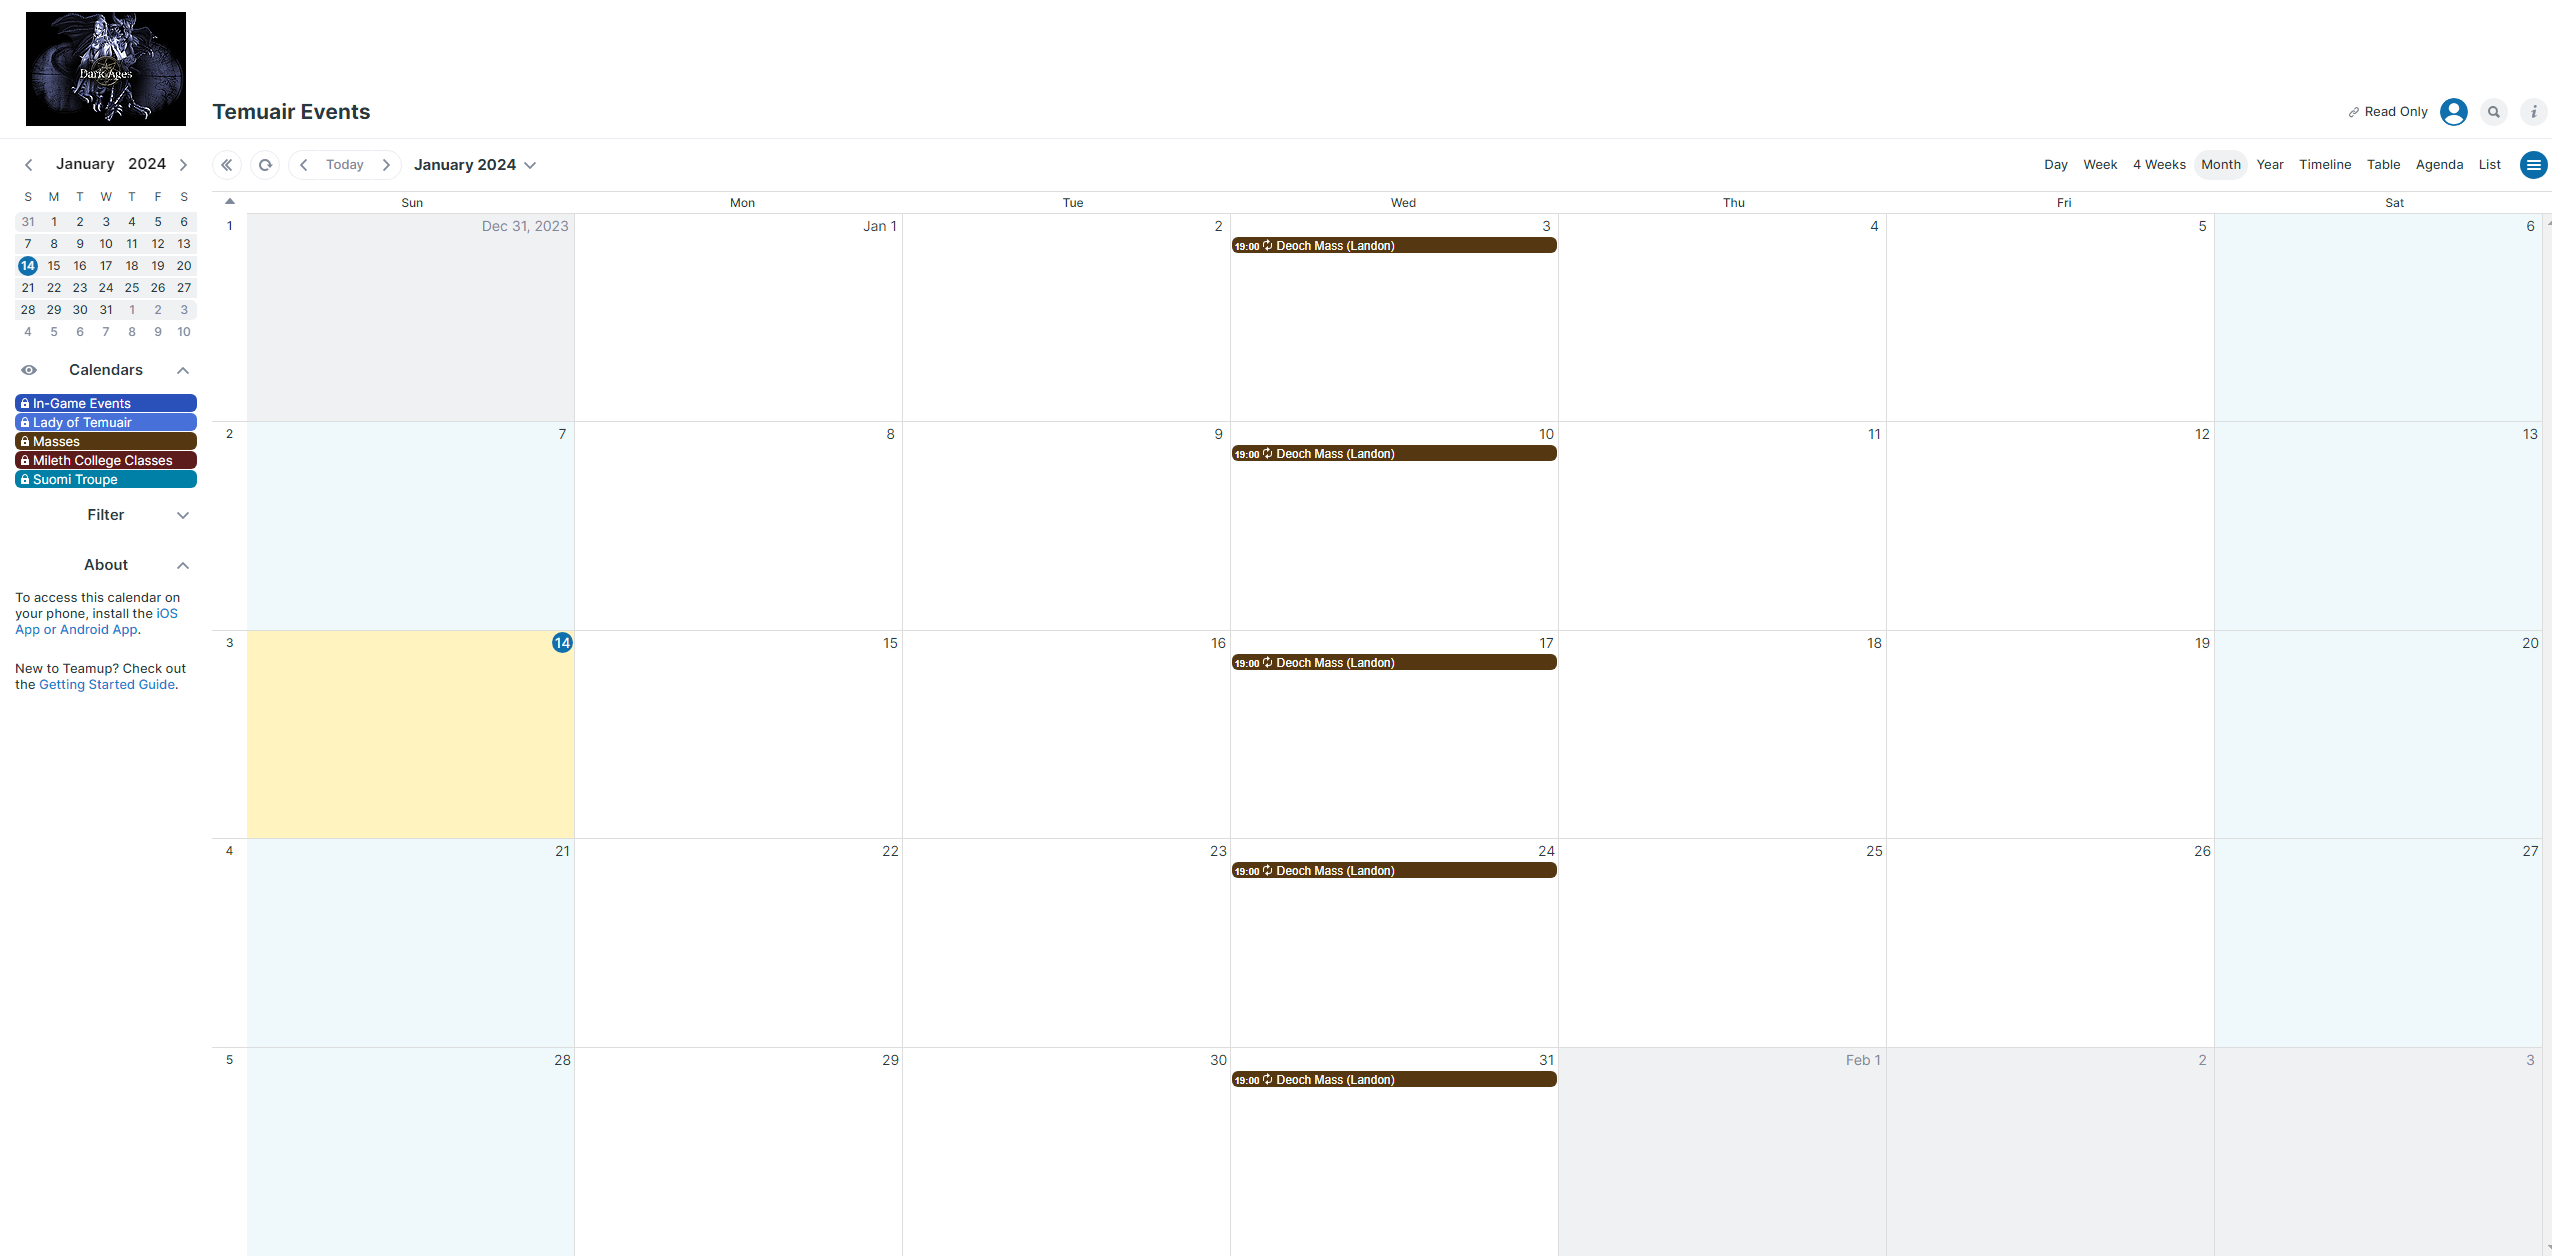 Dark Ages
Temuair Events
Read Only
January 2024
S M T W T F S
31 1 2 3 4 5 6
7 8 9 10 11 12 13
14 15 16 17 18 19 20
21 22 23 24 25 26 27
28 29 30 31 1 2 3
4 5 6 7 8 9 10
Calendars
In-Game Events
Lady of Temuair
Masses
Mileth College Classes
Suomi Troupe
Filter
About
To access this calendar on
your phone, install the iOS
App or Android App.
New to Teamup? Check out
the Getting Started Guide.
Today January 2024
Day Week 4 Weeks Month Year Timeline Table Agenda List
Sun Mon Tue Wed Thu Fri Sat
1 Dec 31, 2023 Jan 1 2 3 4 5 6
19:00 Deoch Mass (Landon)
2 7 8 9 10 11 12 13
19:00 Deoch Mass (Landon)
3 14 15 16 17 18 19 20
19:00 Deoch Mass (Landon)
4 21 22 23 24 25 26 27
19:00 Deoch Mass (Landon)
5 28 29 30 31 Feb 1 2 3
19:00 Deoch Mass (Landon)